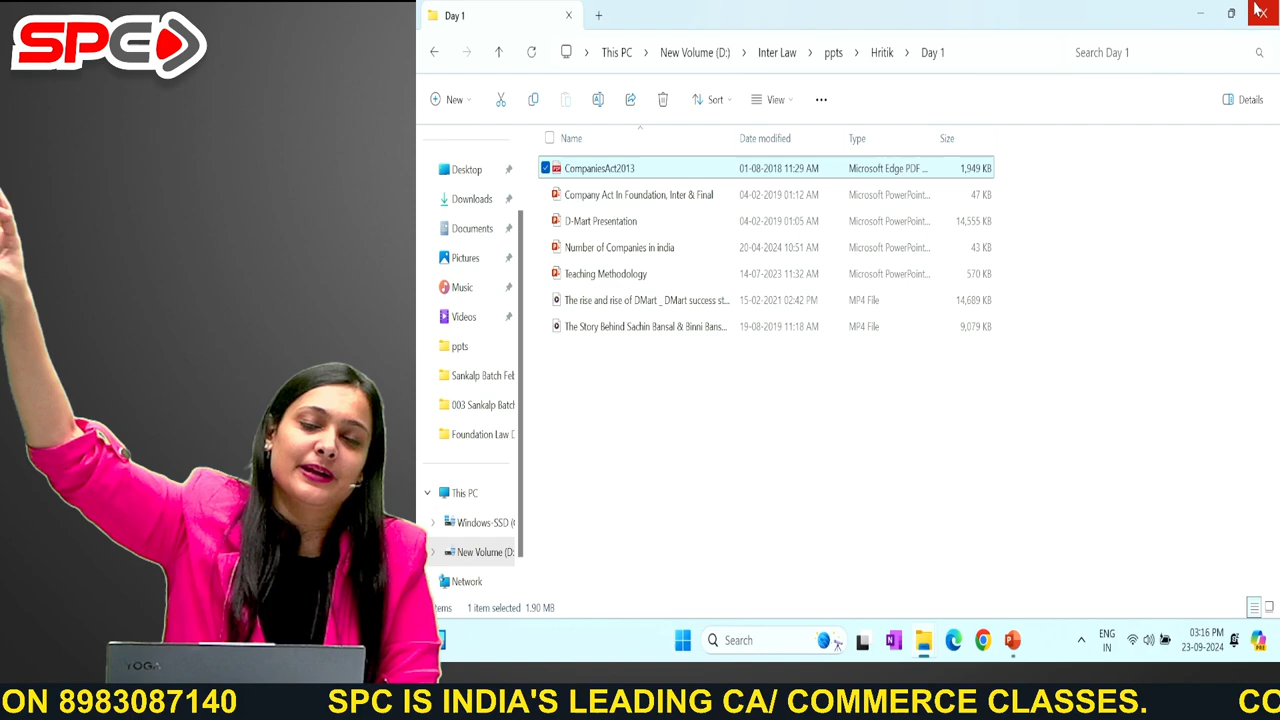 SPC
Day 1
This PC > New Volume (D:) > Inter Law > ppts > Hritik > Day 1
Search Day 1
New
Sort
View
Details
Name Date modified Type Size
CompaniesAct2013 01-08-2018 11:29 AM Microsoft Edge PDF ... 1,949 KB
Company Act In Foundation, Inter & Final 04-02-2019 01:12 AM Microsoft PowerPoint... 47 KB
D-Mart Presentation 04-02-2019 01:05 AM Microsoft PowerPoint... 14,555 KB
Number of Companies in india 20-04-2024 10:51 AM Microsoft PowerPoint... 43 KB
Teaching Methodology 14-07-2023 11:32 AM Microsoft PowerPoint... 570 KB
The rise and rise of DMart _ DMart success st... 15-02-2021 02:42 PM MP4 File 14,689 KB
The Story Behind Sachin Bansal & Binni Bans... 19-08-2019 11:18 AM MP4 File 9,079 KB
Desktop
Downloads
Documents
Pictures
Music
Videos
ppts
Sankalp Batch Feb
003 Sankalp Batch
Foundation Law D
This PC
Windows-SSD (
New Volume (D:
Network
tems 1 item selected 1.90 MB
Search
ENG
IN
03:16 PM
23-09-2024
YOGA
ON 8983087140 SPC IS INDIA'S LEADING CA/ COMMERCE CLASSES. CO